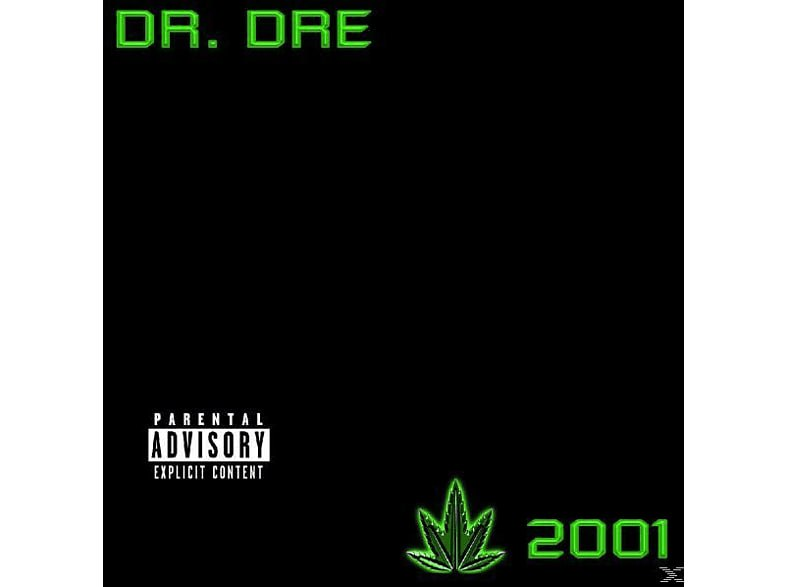 DR. DRE
PARENTAL
ADVISORY
EXPLICIT CONTENT
2001